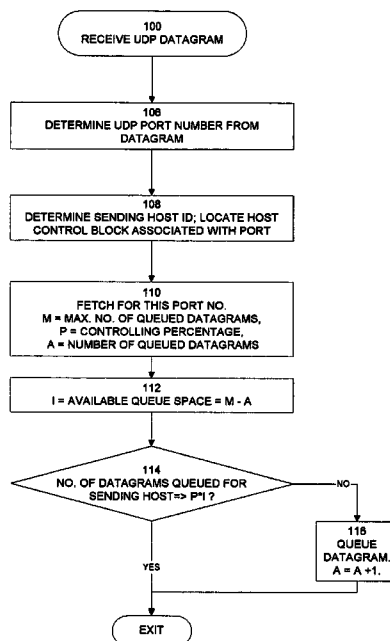 100
RECEIVE UDP DATAGRAM
106
DETERMINE UDP PORT NUMBER FROM
DATAGRAM
108
DETERMINE SENDING HOST ID; LOCATE HOST
CONTROL BLOCK ASSOCIATED WITH PORT
110
FETCH FOR THIS PORT NO.
M = MAX. NO. OF QUEUED DATAGRAMS,
P = CONTROLLING PERCENTAGE,
A = NUMBER OF QUEUED DATAGRAMS
112
I = AVAILABLE QUEUE SPACE = M - A
114
NO. OF DATAGRAMS QUEUED FOR
SENDING HOST=> P*I ?
NO
116
QUEUE
DATAGRAM.
A = A +1.
YES
EXIT